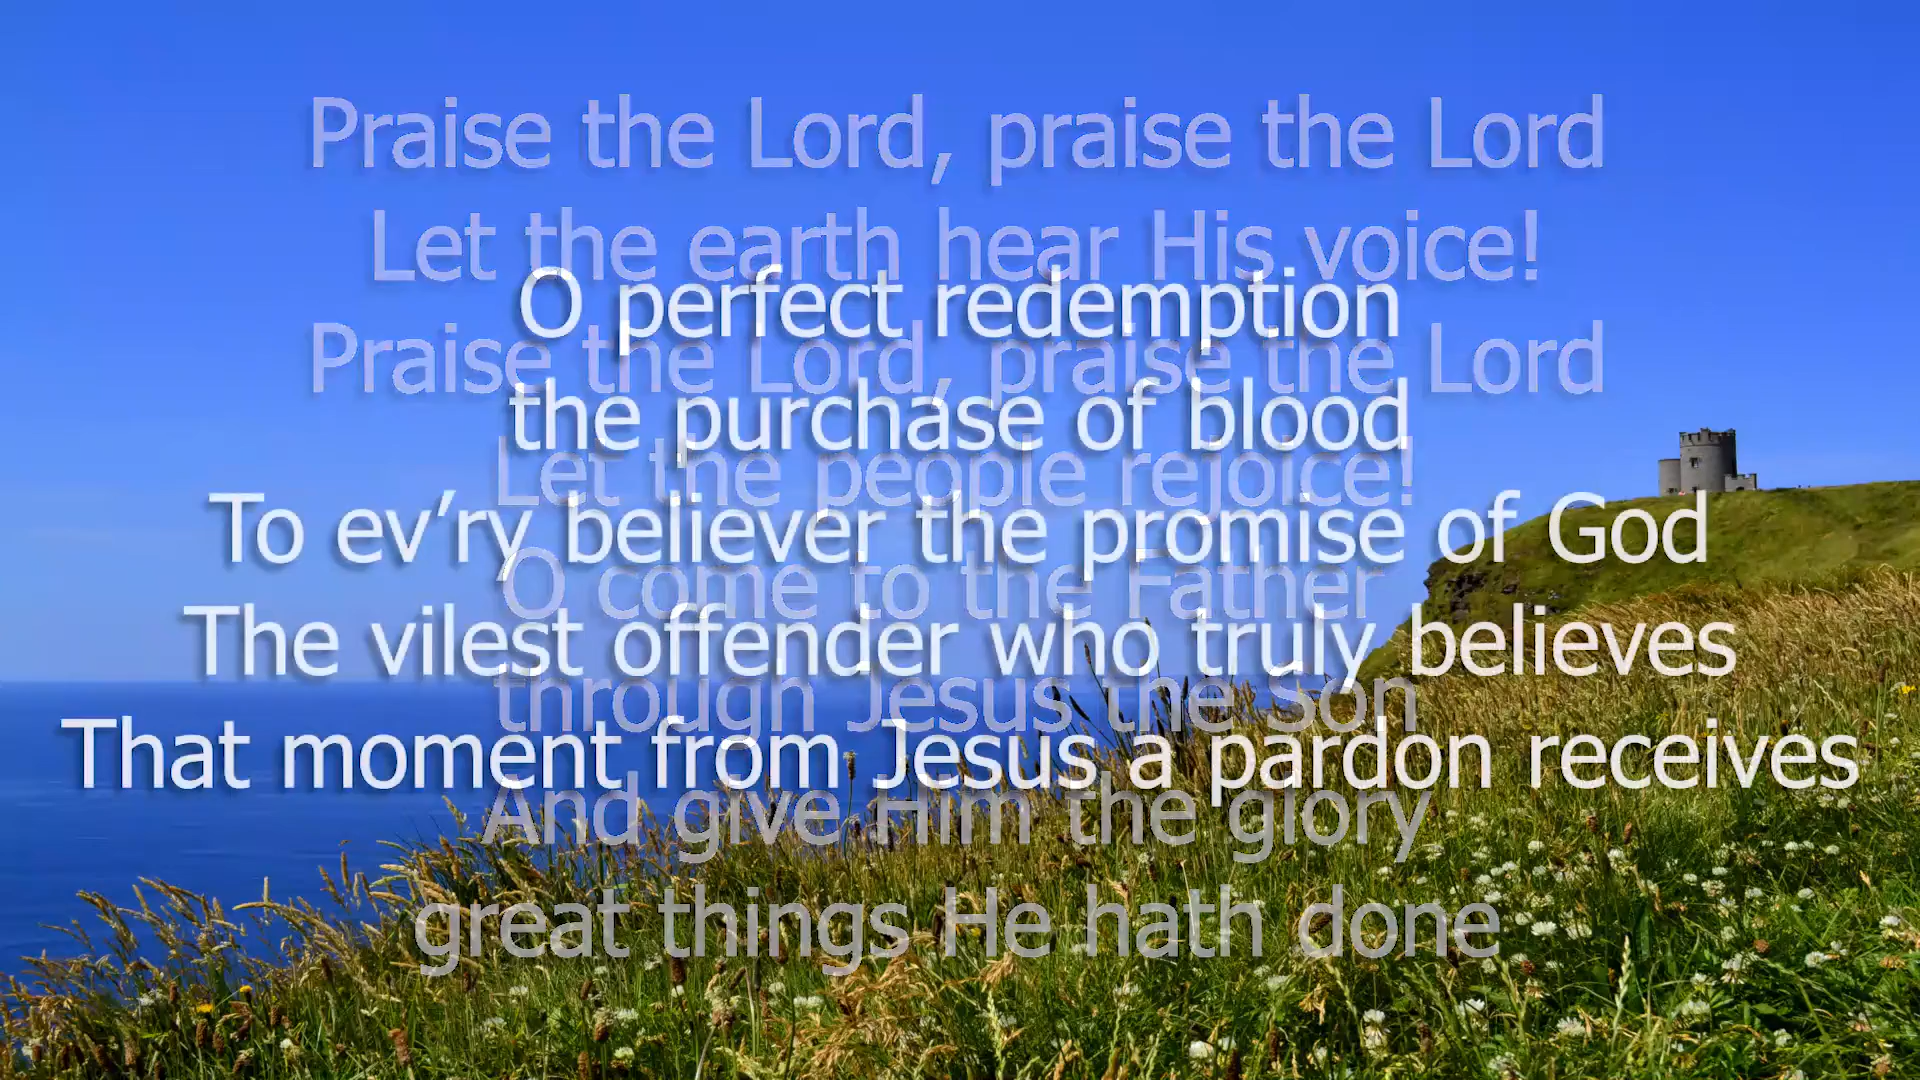 Praise the Lord, praise the Lord
Let the earth hear His voice!
Praise the Lord, praise the Lord
Let the people rejoice!
O come to the Father
through Jesus the Son
And give Him the glory
great things He hath done
O perfect redemption
the purchase of blood
To ev’ry believer the promise of God
The vilest offender who truly believes
That moment from Jesus a pardon receives